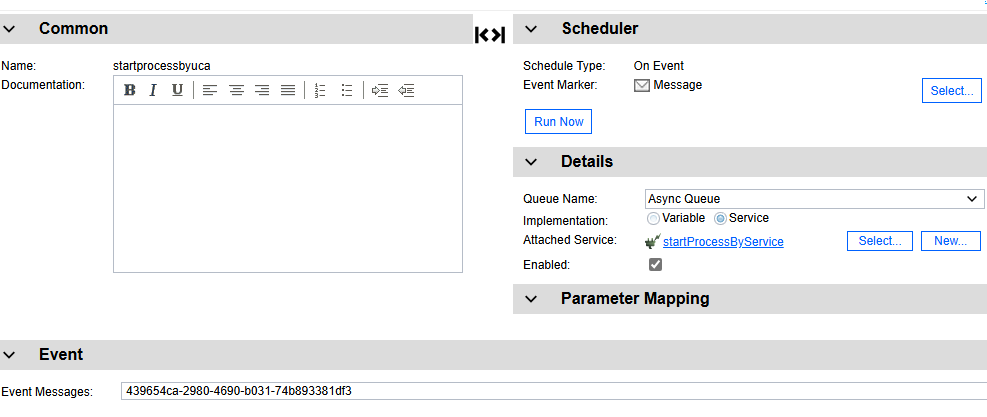 Common
Name: startprocessbyuca
Documentation:
B I U
Scheduler
Schedule Type: On Event
Event Marker: Message
Select...
Run Now
Details
Queue Name: Async Queue
Implementation: Variable Service
Attached Service: startProcessByService Select... New...
Enabled:
Parameter Mapping
Event
Event Messages: 439654ca-2980-4690-b031-74b893381df3